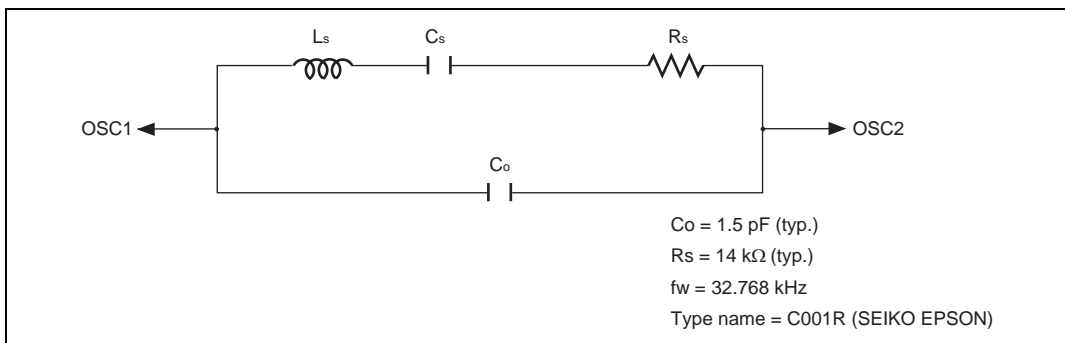 Ls Cs Rs
OSC1 OSC2
Co
Co = 1.5 pF (typ.)
Rs = 14 kΩ (typ.)
fw = 32.768 kHz
Type name = C001R (SEIKO EPSON)